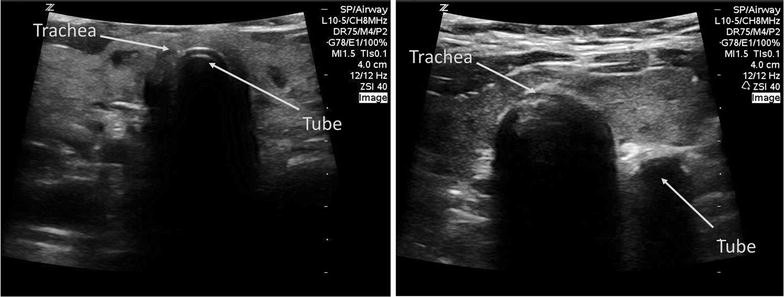 Z
SP/Airway
L10-5/CH8MHz
DR75/M4/P2
-G78/E1/100%
MI1.5 TIs0.1
4.0 cm
12/12 Hz
ZSI 40
Image
Trachea
Tube
Z
SP/Airway
L10-5/CH8MHz
DR75/M4/P2
-G78/E1/100%
MI1.5 TIs0.1
4.0 cm
12/12 Hz
ZSI 40
Image
Trachea
Tube